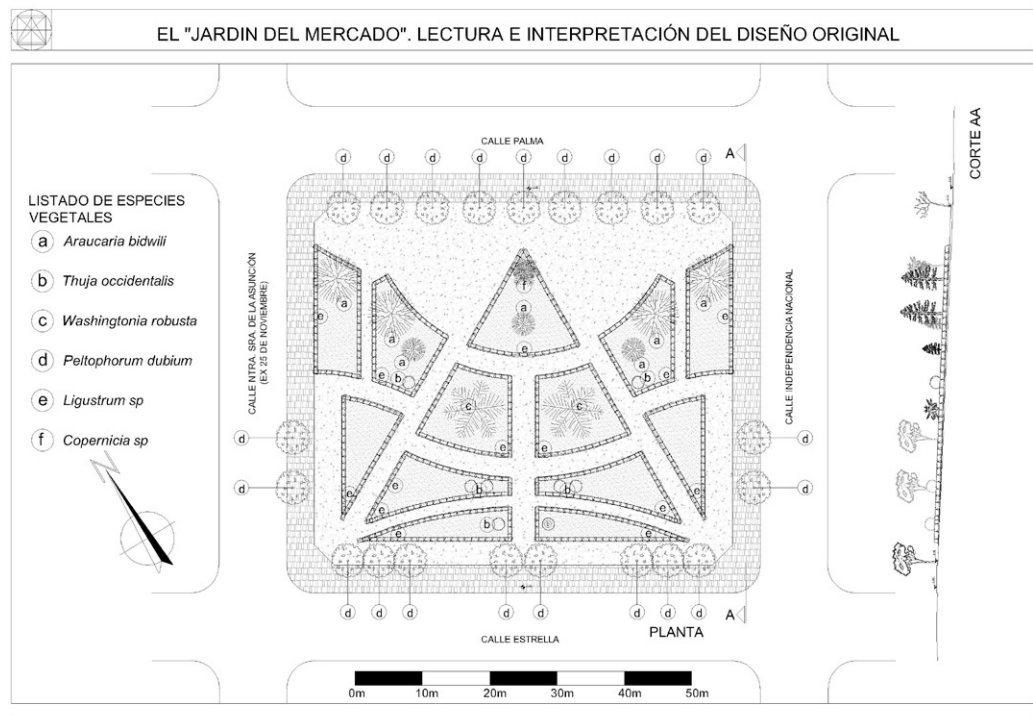 EL "JARDIN DEL MERCADO". LECTURA E INTERPRETACIÓN DEL DISEÑO ORIGINAL
CALLE PALMA
A
d d d d d d d d d
CORTE AA
LISTADO DE ESPECIES
VEGETALES
a Araucaria bidwili
b Thuja occidentalis
c Washingtonia robusta
d Peltophorum dubium
e Ligustrum sp
f Copernicia sp
N
CALLE NTRA. SRA. DE LA ASUNCIÓN
(EX 25 DE NOVIEMBRE)
CALLE INDEPENDENCIA NACIONAL
f
a a a a a
e a a e
a a
e b e b e
c c
e e
d d
d d
e e b b e e
e e
b
e e
d d d d d d d d
A
PLANTA
CALLE ESTRELLA
0m 10m 20m 30m 40m 50m